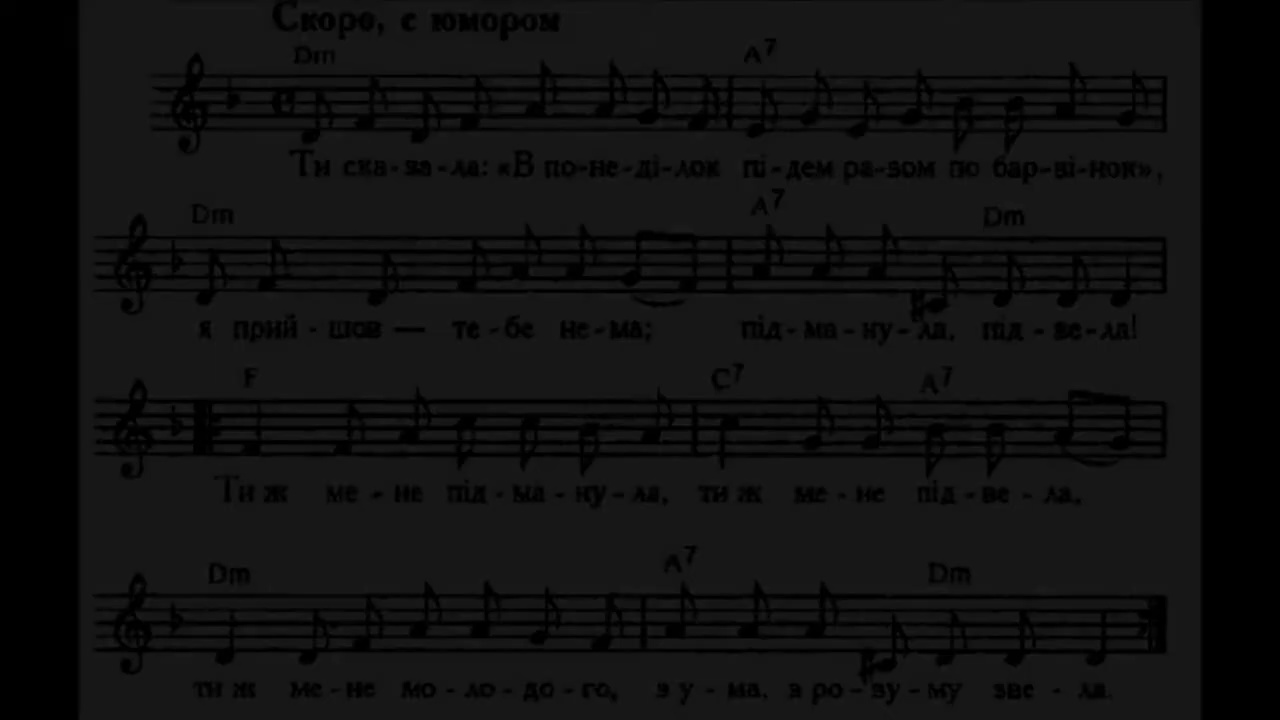 Скоро, с юмором
Dm A7
Ти ска-за-ла: «В по-не-ді-лок пі-дем ра-зом по бар-ві-нок»,
Dm A7 Dm
я прий-шов — те-бе не-ма; під-ма-ну-ла, під-ве-ла!
F C7 A7
Ти ж ме-не під-ма-ну-ла, ти ж ме-не під-ве-ла,
Dm A7 Dm
ти ж ме-не мо-ло-до-го, з у-ма, з ро-зу-му зве-ла.